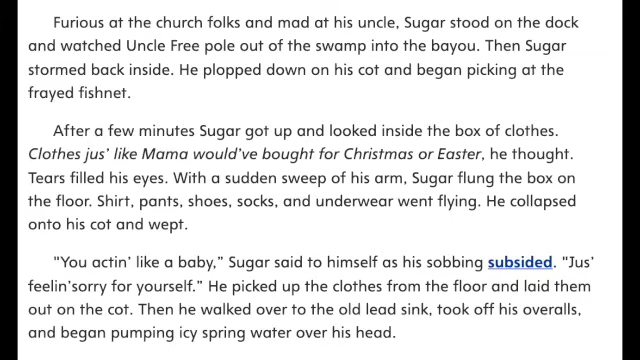 Furious at the church folks and mad at his uncle, Sugar stood on the dock
and watched Uncle Free pole out of the swamp into the bayou. Then Sugar
stormed back inside. He plopped down on his cot and began picking at the
frayed fishnet.
After a few minutes Sugar got up and looked inside the box of clothes.
Clothes jus’ like Mama would’ve bought for Christmas or Easter, he thought.
Tears filled his eyes. With a sudden sweep of his arm, Sugar flung the box on
the floor. Shirt, pants, shoes, socks, and underwear went flying. He collapsed
onto his cot and wept.
"You actin’ like a baby,” Sugar said to himself as his sobbing subsided. “Jus’
feelin’sorry for yourself.” He picked up the clothes from the floor and laid them
out on the cot. Then he walked over to the old lead sink, took off his overalls,
and began pumping icy spring water over his head.